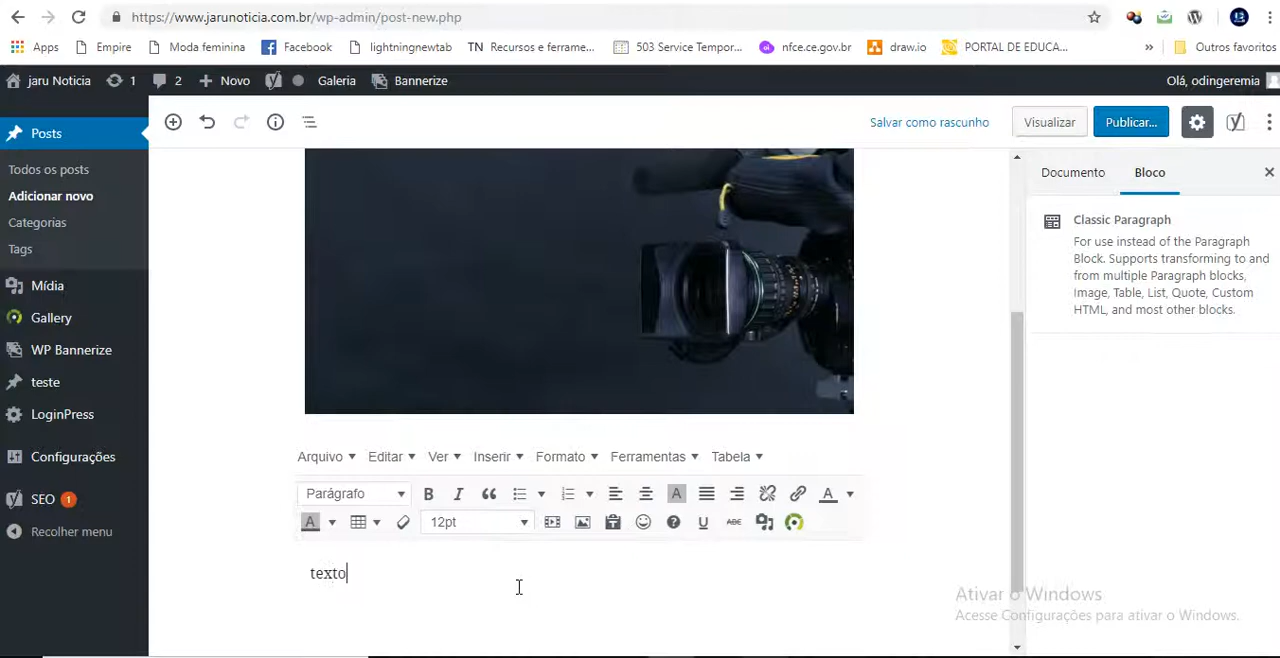 https://www.jarunoticia.com.br/wp-admin/post-new.php
Apps Empire Moda feminina Facebook lightningnewtab TN Recursos e ferrame... 503 Service Tempor... nfce.ce.gov.br draw.io PORTAL DE EDUCA... » Outros favoritos
jaru Noticia 1 2 Novo Galeria Bannerize Olá, odingeremia
Posts
Todos os posts
Adicionar novo
Categorias
Tags
Mídia
Gallery
WP Bannerize
teste
LoginPress
Configurações
SEO 1
Recolher menu
Salvar como rascunho Visualizar Publicar...
Arquivo Editar Ver Inserir Formato Ferramentas Tabela
Parágrafo B I A A
A 12pt U ABC
texto
Documento Bloco
Classic Paragraph
For use instead of the Paragraph
Block. Supports transforming to and
from multiple Paragraph blocks,
Image, Table, List, Quote, Custom
HTML, and most other blocks.
Ativar o Windows
Acesse Configurações para ativar o Windows.